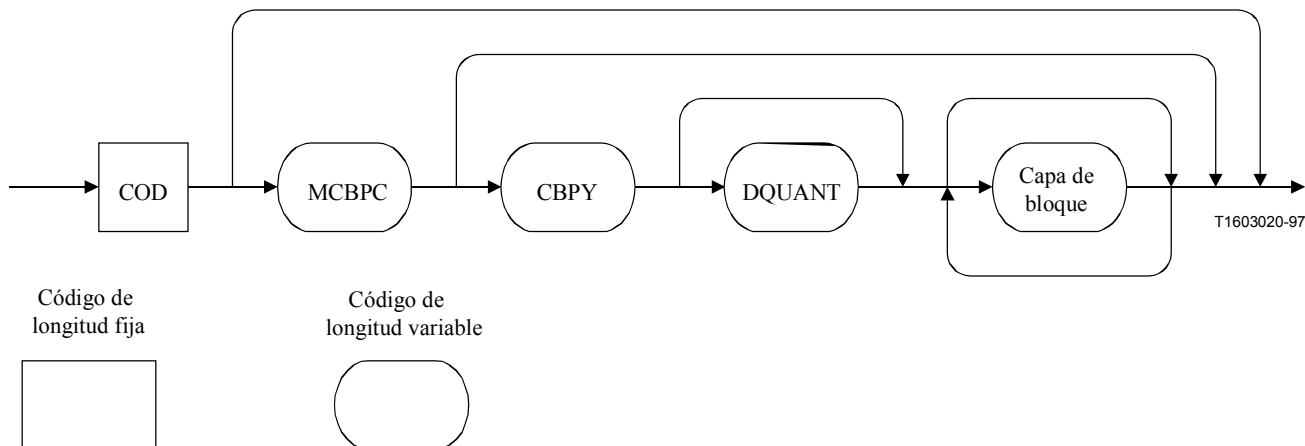 COD
MCBPC
CBPY
DQUANT
Capa de
bloque
T1603020-97
Código de
longitud fija
Código de
longitud variable